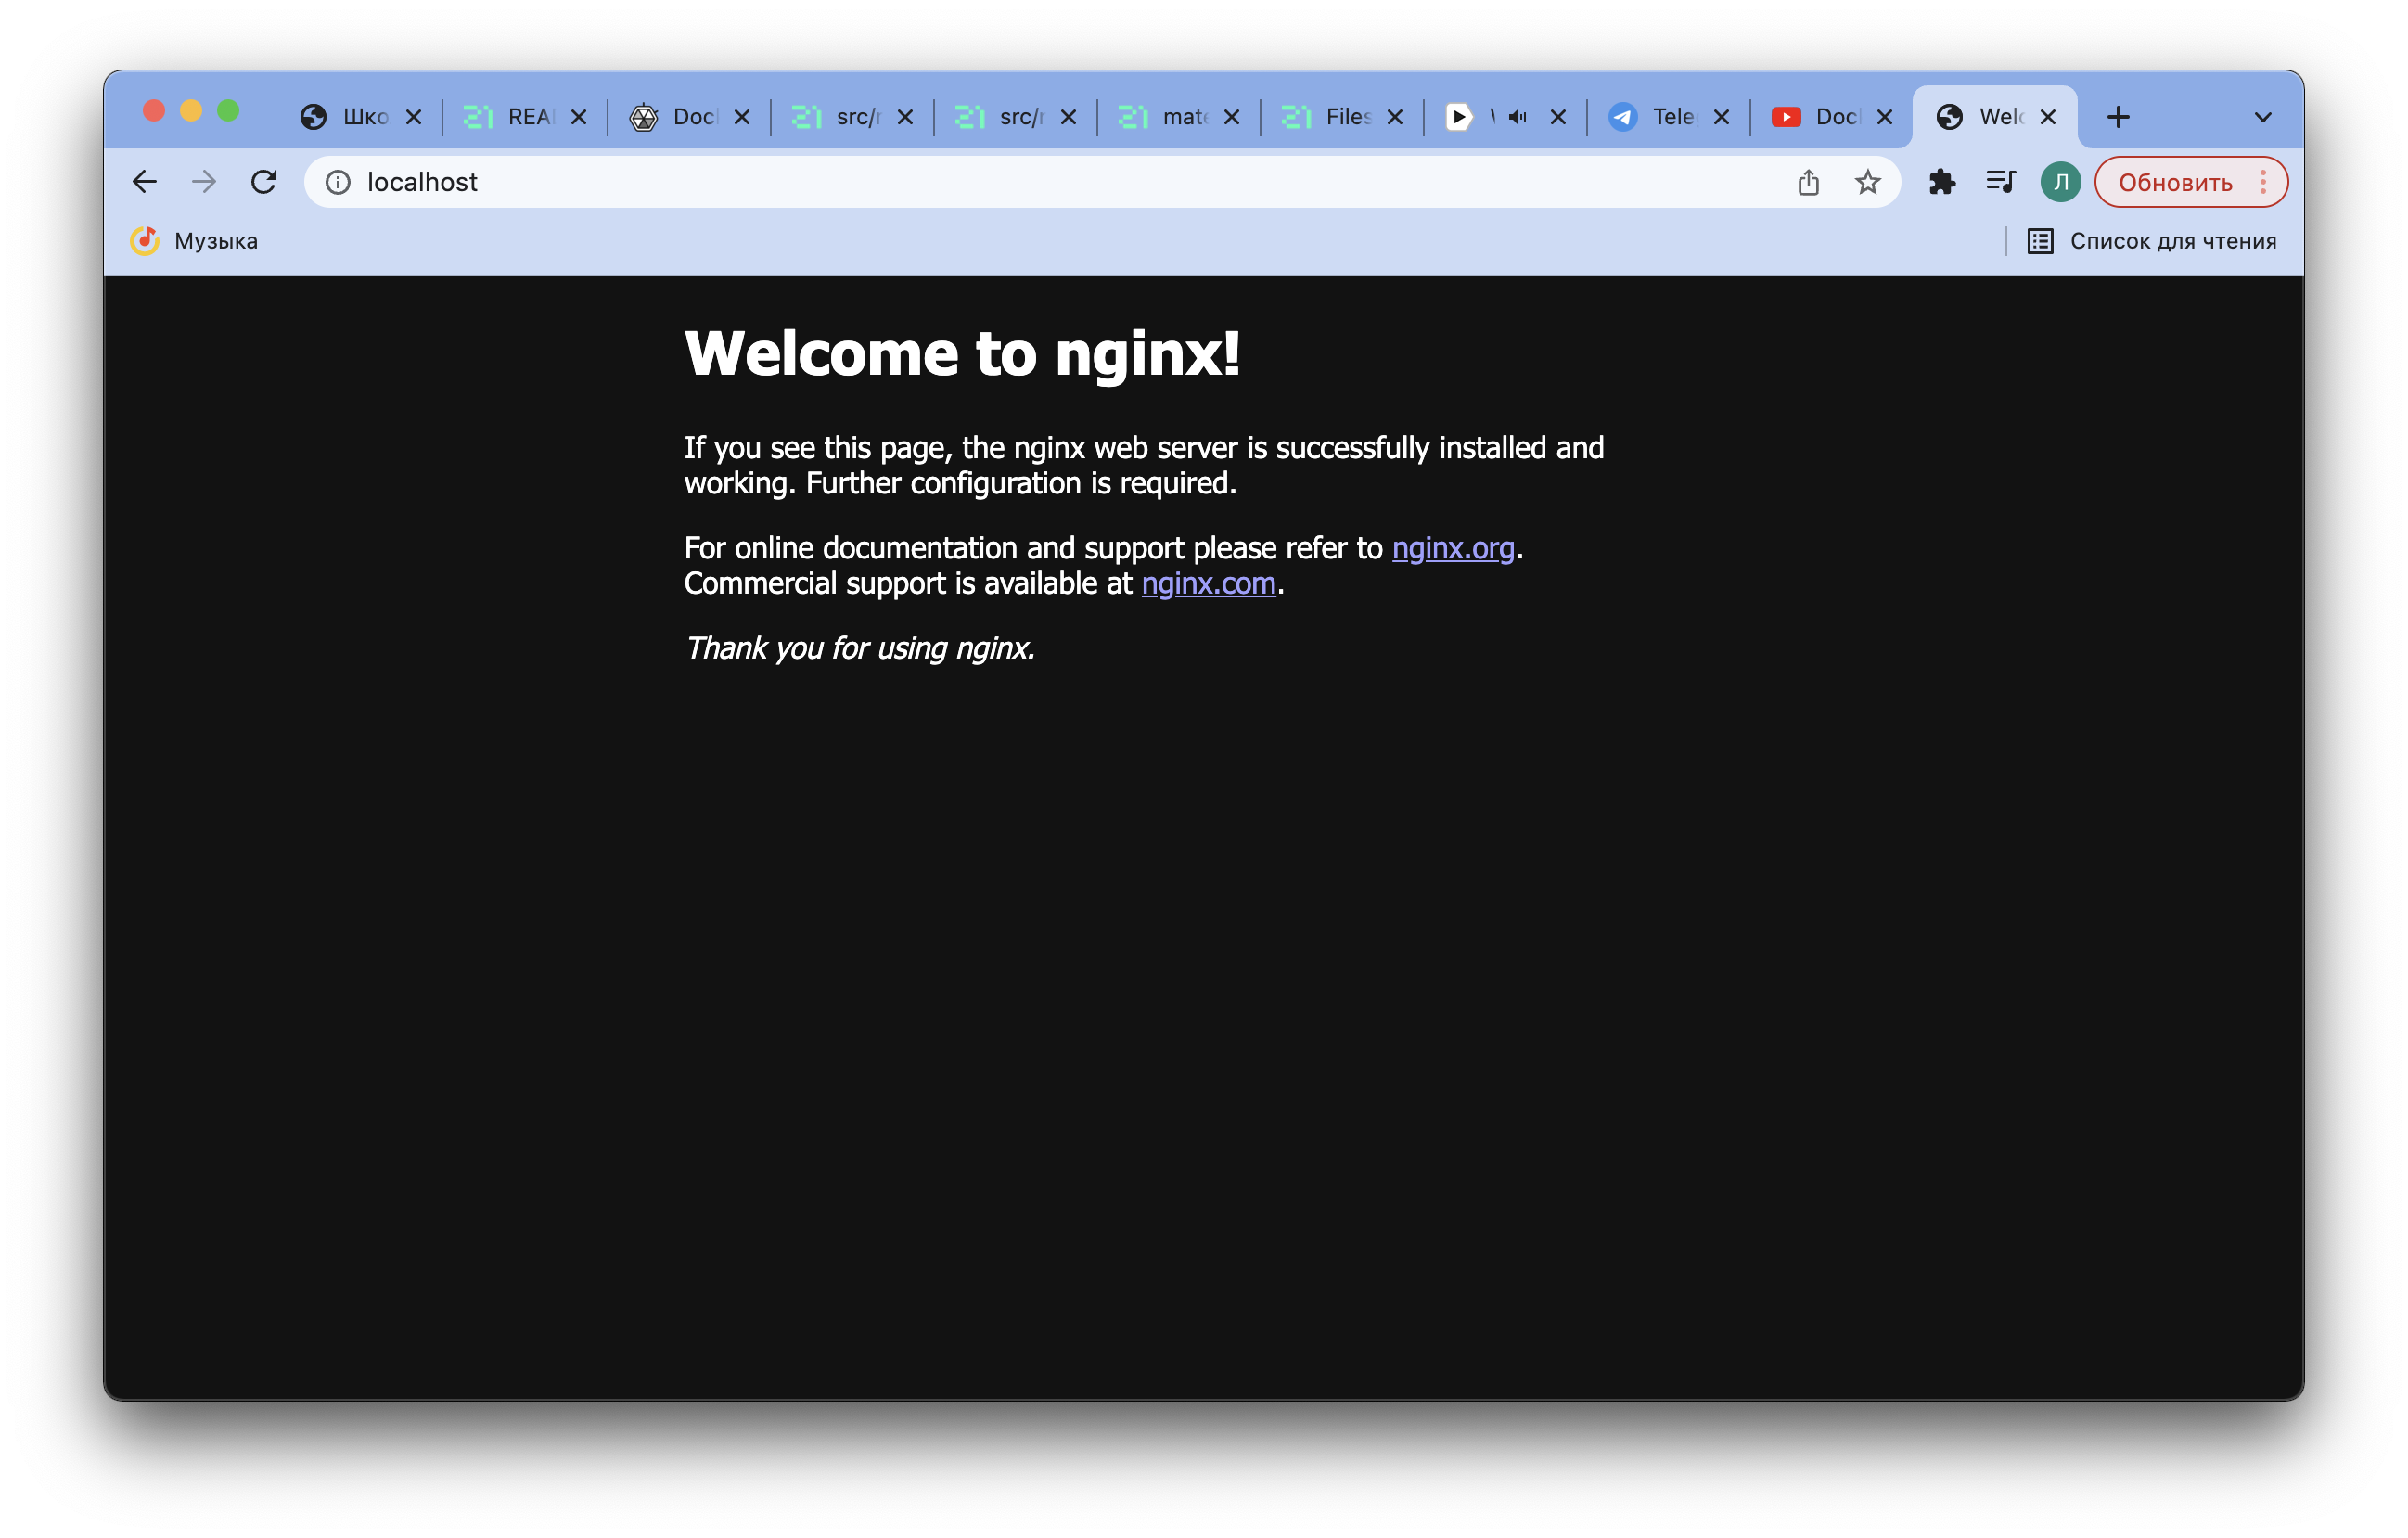 Шко
REA
Doc
src/
src/
mate
Files
Tele
Doc
Welc
localhost
Л
Обновить
Музыка
Список для чтения
Welcome to nginx!
If you see this page, the nginx web server is successfully installed and
working. Further configuration is required.
For online documentation and support please refer to nginx.org.
Commercial support is available at nginx.com.
Thank you for using nginx.